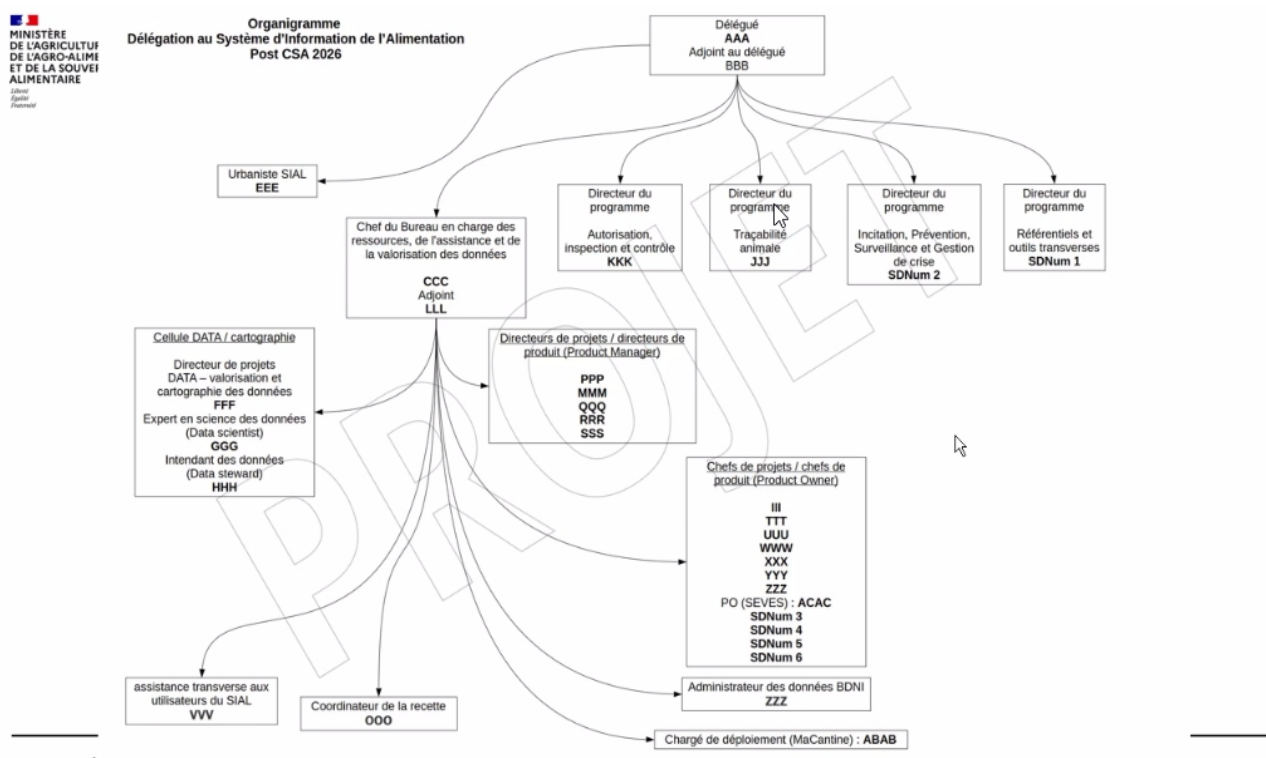 MINISTÈRE
DE L'AGRICULTUR
DE L'AGRO-ALIME
ET DE LA SOUVEI
ALIMENTAIRE
Liberté
Égalité
Fraternité
Organigramme
Délégation au Système d'Information de l'Alimentation
Post CSA 2026
Délégué
AAA
Adjoint au délégué
BBB
Urbaniste SIAL
EEE
Chef du Bureau en charge des
ressources, de l'assistance et de
la valorisation des données
CCC
Adjoint
LLL
Directeur du
programme
Autorisation,
inspection et contrôle
KKK
Directeur du
programme
Traçabilité
animale
JJJ
Directeur du
programme
Incitation, Prévention,
Surveillance et Gestion
de crise
SDNum 2
Directeur du
programme
Référentiels et
outils transverses
SDNum 1
Cellule DATA / cartographie
Directeur de projets
DATA – valorisation et
cartographie des données
FFF
Expert en science des données
(Data scientist)
GGG
Intendant des données
(Data steward)
HHH
Directeurs de projets / directeurs de
produit (Product Manager)
PPP
MMM
QQQ
RRR
SSS
Chefs de projets / chefs de
produit (Product Owner)
III
TTT
UUU
WWW
XXX
YYY
ZZZ
PO (SEVES) : ACAC
SDNum 3
SDNum 4
SDNum 5
SDNum 6
assistance transverse aux
utilisateurs du SIAL
VVV
Coordinateur de la recette
OOO
Administrateur des données BDNI
ZZZ
Chargé de déploiement (MaCantine) : ABAB
PROJET